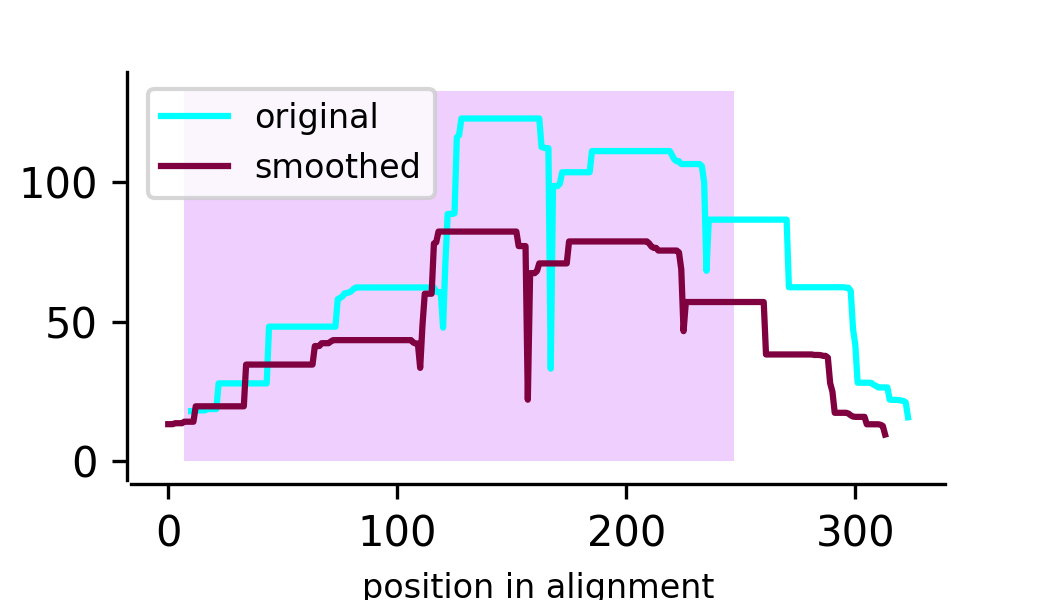 original
smoothed
100
50
0
0 100 200 300
position in alignment